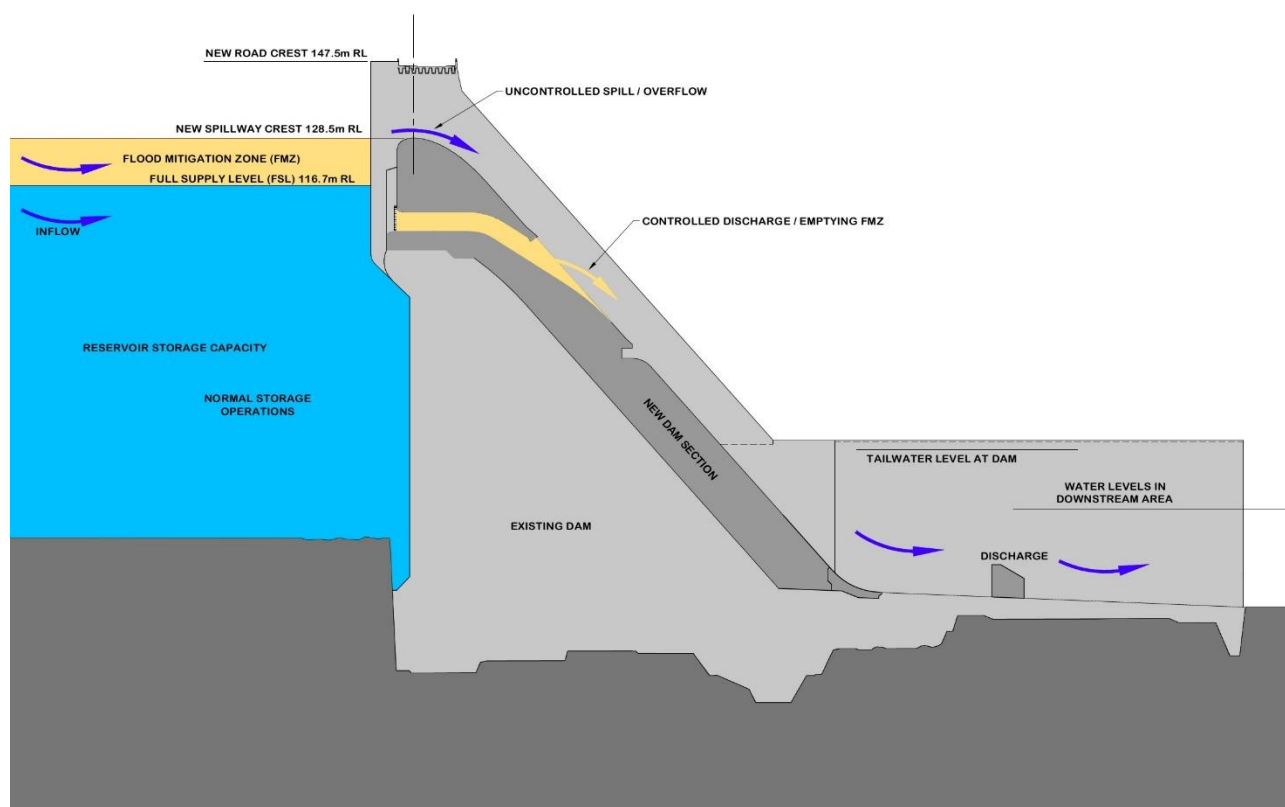 NEW ROAD CREST 147.5m RL
UNCONTROLLED SPILL / OVERFLOW
NEW SPILLWAY CREST 128.5m RL
FLOOD MITIGATION ZONE (FMZ)
FULL SUPPLY LEVEL (FSL) 116.7m RL
INFLOW
CONTROLLED DISCHARGE / EMPTYING FMZ
RESERVOIR STORAGE CAPACITY
NORMAL STORAGE
OPERATIONS
NEW DAM SECTION
EXISTING DAM
TAILWATER LEVEL AT DAM
WATER LEVELS IN
DOWNSTREAM AREA
DISCHARGE